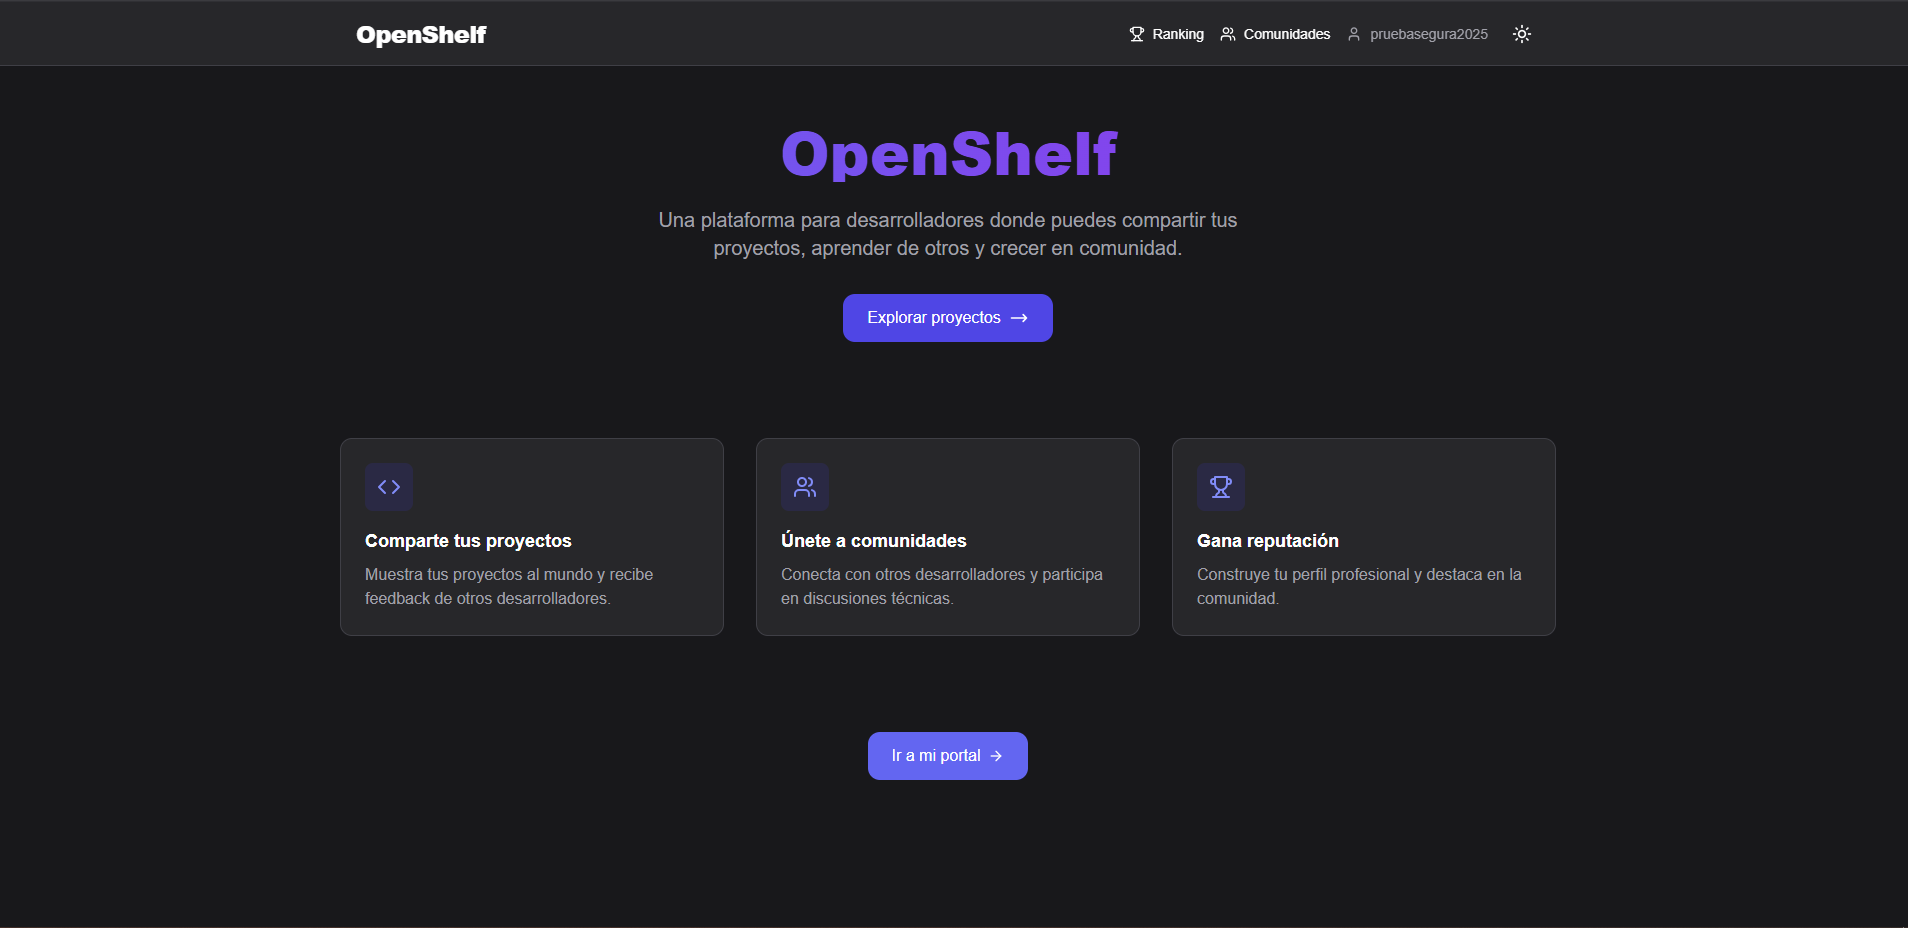 OpenShelf
Ranking
Comunidades
pruebasegura2025
OpenShelf
Una plataforma para desarrolladores donde puedes compartir tus
proyectos, aprender de otros y crecer en comunidad.
Explorar proyectos
Comparte tus proyectos
Muestra tus proyectos al mundo y recibe
feedback de otros desarrolladores.
Únete a comunidades
Conecta con otros desarrolladores y participa
en discusiones técnicas.
Gana reputación
Construye tu perfil profesional y destaca en la
comunidad.
Ir a mi portal